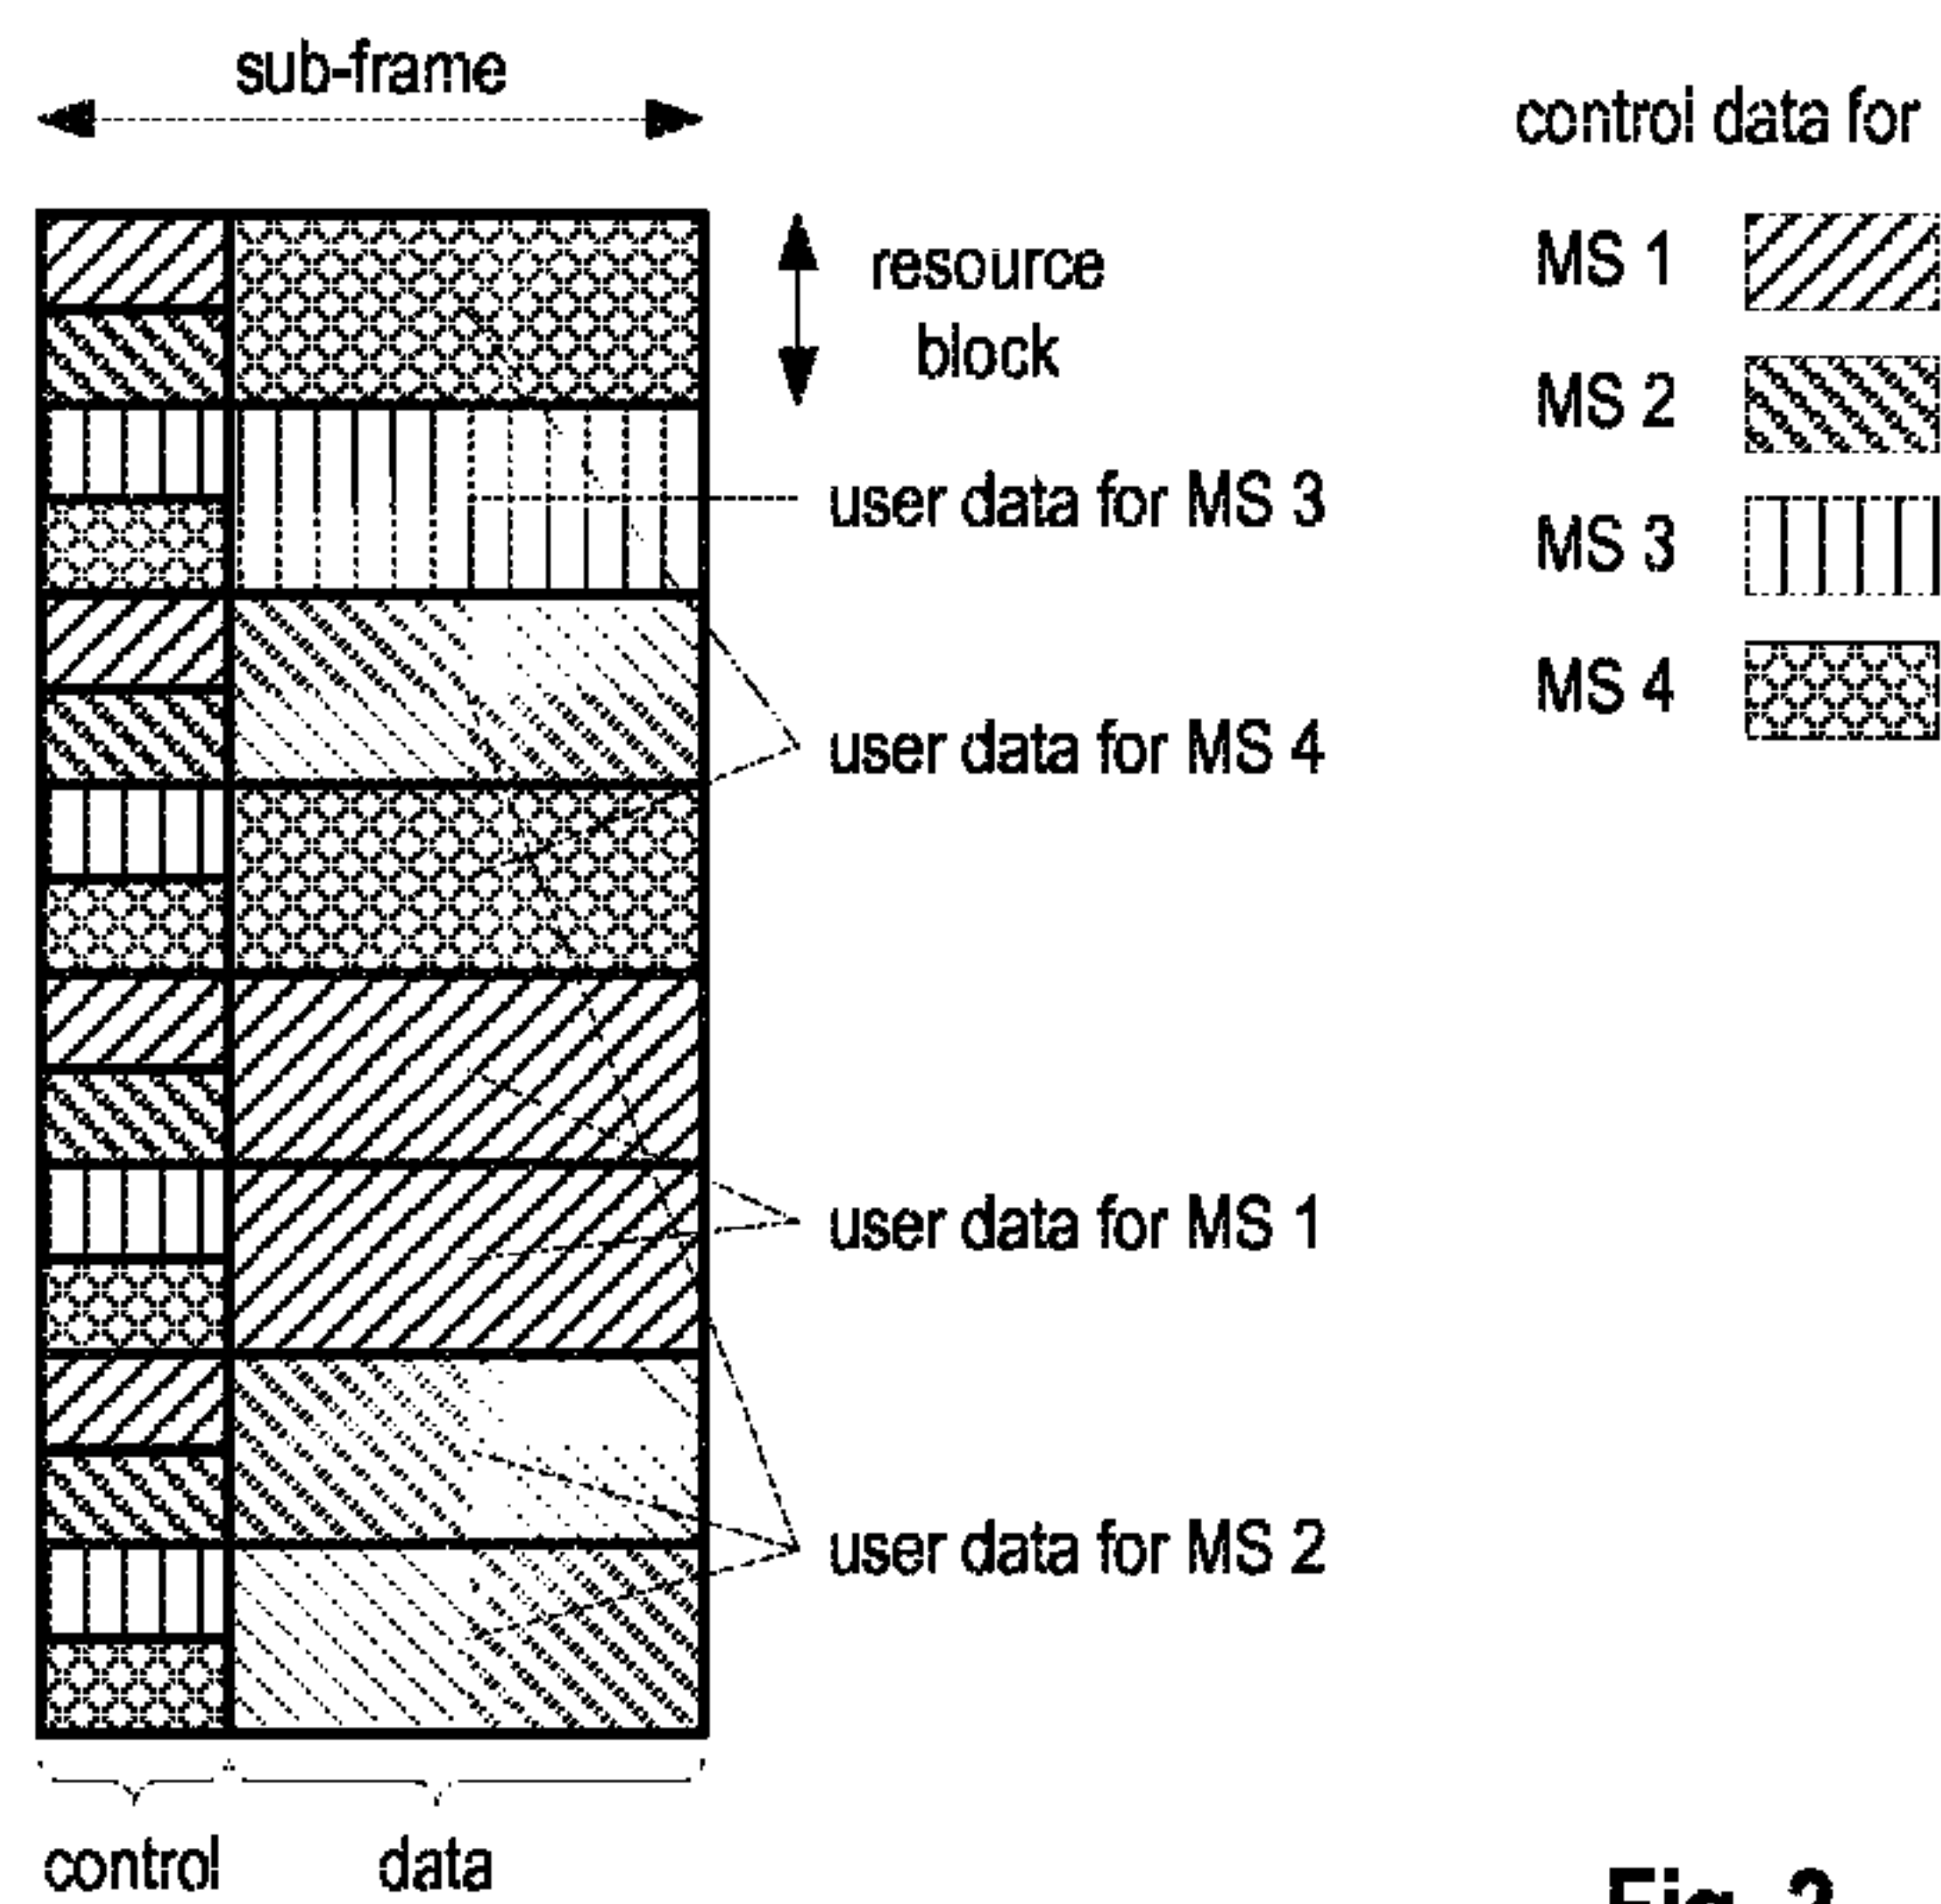 sub-frame
control data for
MS 1
resource
block
MS 2
user data for MS 3
MS 3
MS 4
user data for MS 4
user data for MS 1
user data for MS 2
control
data